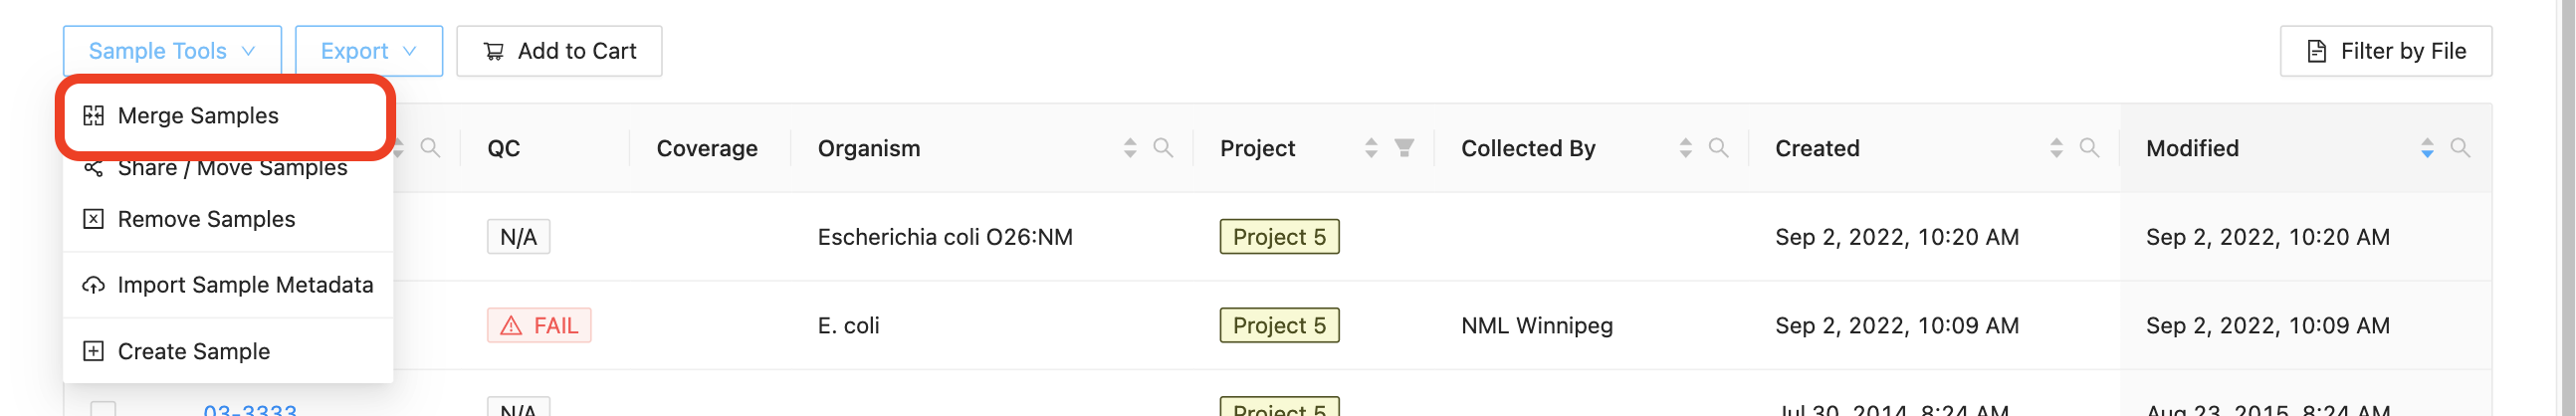 Sample Tools Export Add to Cart Filter by File
Merge Samples
QC Coverage Organism Project Collected By Created Modified
Share / Move Samples
Remove Samples
N/A Escherichia coli O26:NM Project 5 Sep 2, 2022, 10:20 AM Sep 2, 2022, 10:20 AM
Import Sample Metadata
FAIL E. coli Project 5 NML Winnipeg Sep 2, 2022, 10:09 AM Sep 2, 2022, 10:09 AM
Create Sample
03-3333 N/A Project 5 Jul 30, 2014, 8:24 AM Aug 23, 2015, 8:24 AM